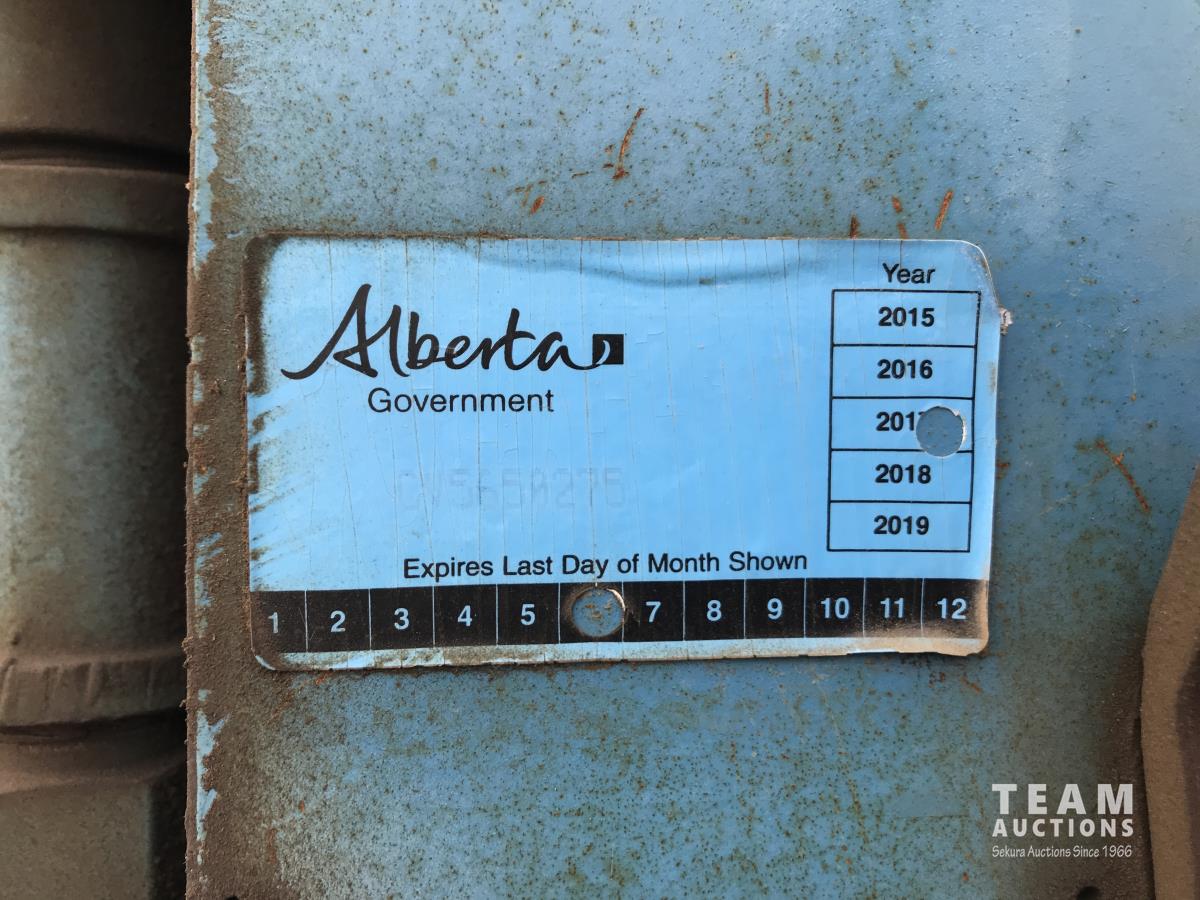 Alberta
Government
Year
2015
2016
2018
2019
Expires Last Day of Month Shown
1 2 3 4 5 7 8 9 10 11 12
TEAM
AUCTIONS
Sekura Auctions Since 1966